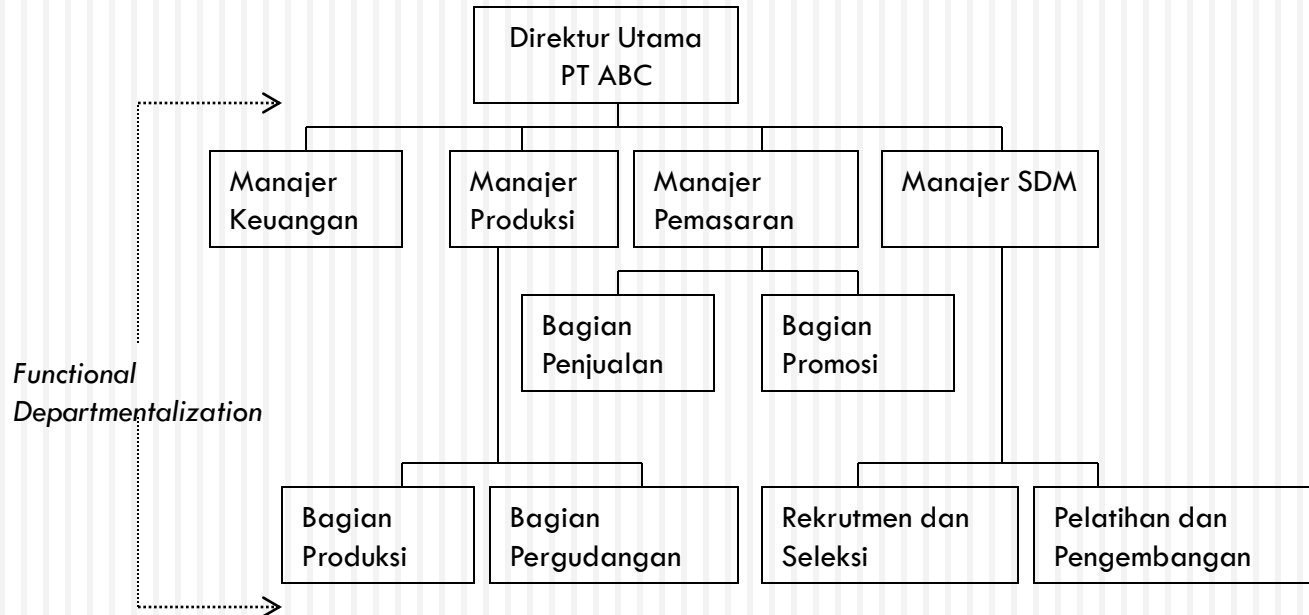 Direktur Utama
PT ABC
Manajer
Keuangan
Manajer
Produksi
Manajer
Pemasaran
Manajer SDM
Bagian
Penjualan
Bagian
Promosi
Functional
Departmentalization
Bagian
Produksi
Bagian
Pergudangan
Rekrutmen dan
Seleksi
Pelatihan dan
Pengembangan